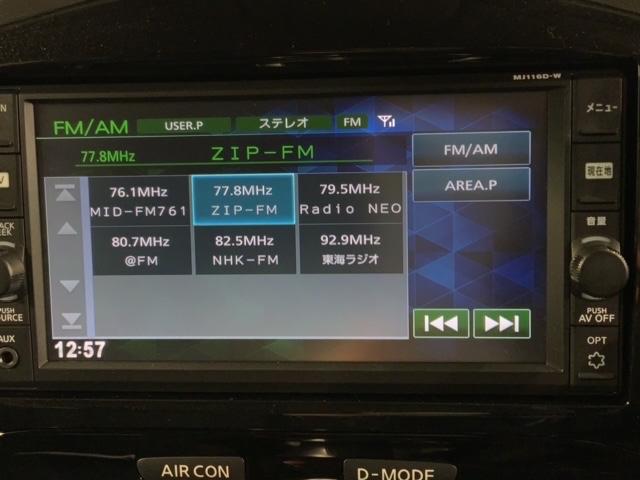 MJ116D-W
FM/AM USER.P ステレオ FM
メニュー
77.8MHz ZIP-FM
FM/AM
AREA.P
現在地
76.1MHz 77.8MHz 79.5MHz
MID-FM761 ZIP-FM Radio NEO
80.7MHz 82.5MHz 92.9MHz
@FM NHK-FM 東海ラジオ
音量
PUSH
AV OFF
AUX
OPT
12:57
AIR CON
D-MODE